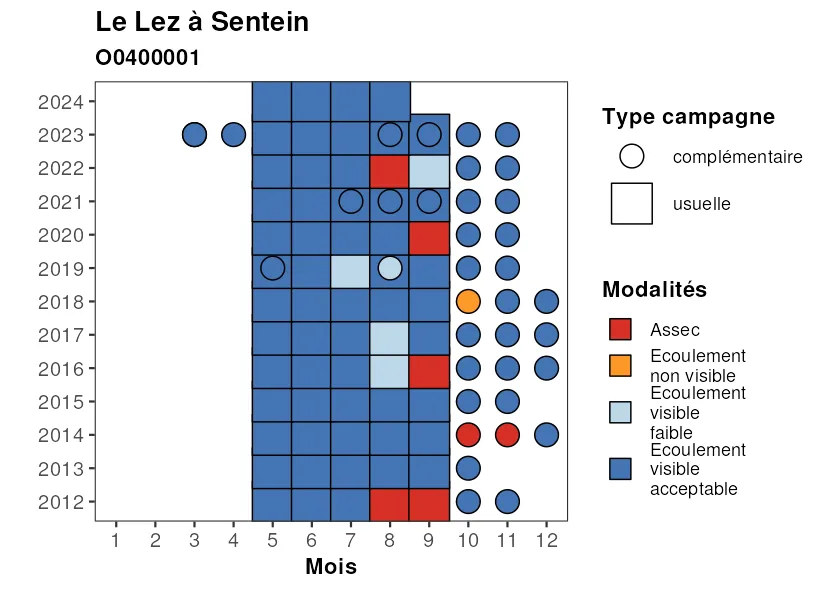 Le Lez à Sentein
O0400001
2024
2023
2022
2021
2020
2019
2018
2017
2016
2015
2014
2013
2012
1 2 3 4 5 6 7 8 9 10 11 12
Mois
Type campagne
complémentaire
usuelle
Modalités
Assec
Ecoulement
non visible
Ecoulement
visible
faible
Ecoulement
visible
acceptable